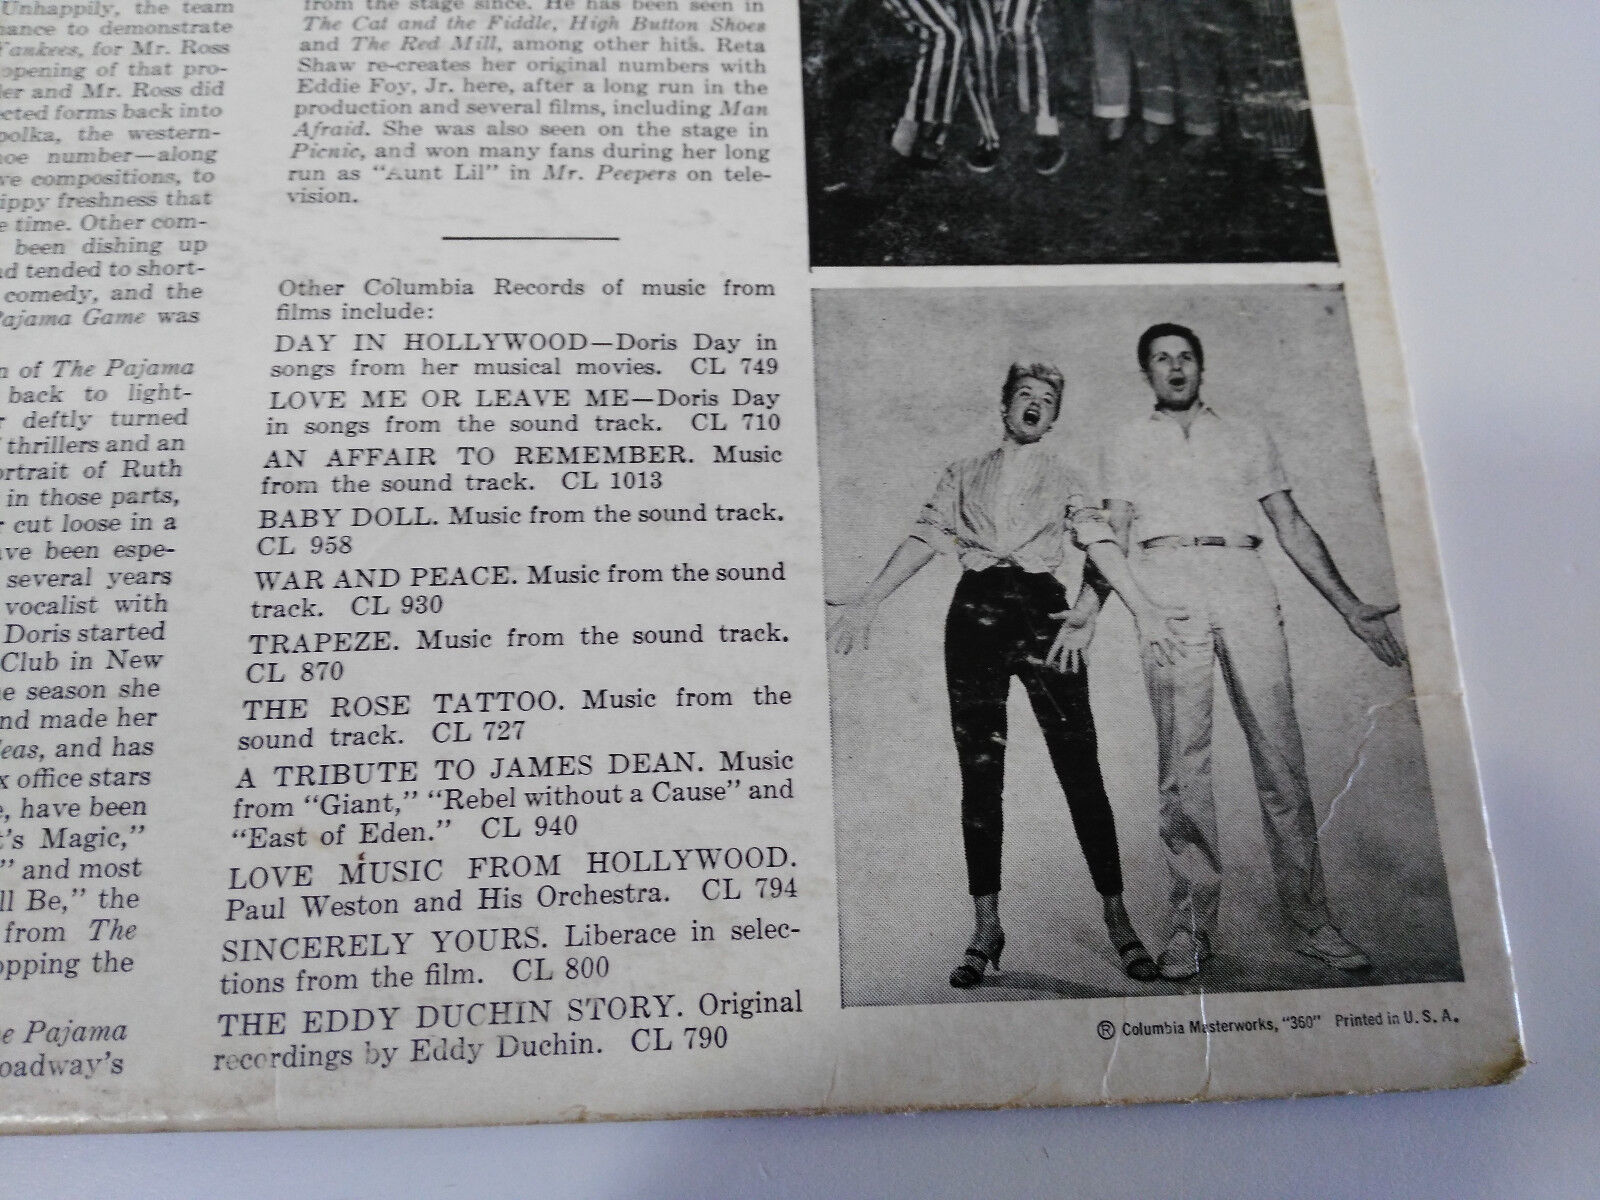 Unhappily, the team
to demonstrate
Yankees, for Mr. Ross
opening of that pro-
and Mr. Ross did
forms back into
polka, the western-
number—along
compositions, to
freshness that
time. Other com-
been dishing up
tended to short-
comedy, and the
Pajama Game was
of The Pajama
back to light-
deftly turned
thrillers and an
of Ruth
in those parts,
cut loose in a
been espe-
several years
vocalist with
Doris started
Club in New
season she
made her
and has
office stars
have been
Magic,"
" and most
Be," the
from The
the
Pajama
from the stage since. He has been seen in
The Cat and the Fiddle, High Button Shoes
and The Red Mill, among other hits. Reta
Shaw re-creates her original numbers with
Eddie Foy, Jr. here, after a long run in the
production and several films, including Man
Afraid. She was also seen on the stage in
Picnic, and won many fans during her long
run as "Aunt Lil" in Mr. Peepers on tele-
vision.
Other Columbia Records of music from
films include:
DAY IN HOLLYWOOD—Doris Day in
songs from her musical movies. CL 749
LOVE ME OR LEAVE ME—Doris Day
in songs from the sound track. CL 710
AN AFFAIR TO REMEMBER. Music
from the sound track. CL 1013
BABY DOLL. Music from the sound track.
CL 958
WAR AND PEACE. Music from the sound
track. CL 930
TRAPEZE. Music from the sound track.
CL 870
THE ROSE TATTOO. Music from the
sound track. CL 727
A TRIBUTE TO JAMES DEAN. Music
from "Giant," "Rebel without a Cause" and
"East of Eden." CL 940
LOVE MUSIC FROM HOLLYWOOD.
Paul Weston and His Orchestra. CL 794
SINCERELY YOURS. Liberace in selec-
tions from the film. CL 800
THE EDDY DUCHIN STORY. Original
recordings by Eddy Duchin. CL 790
® Columbia Masterworks, "360" Printed in U. S. A.